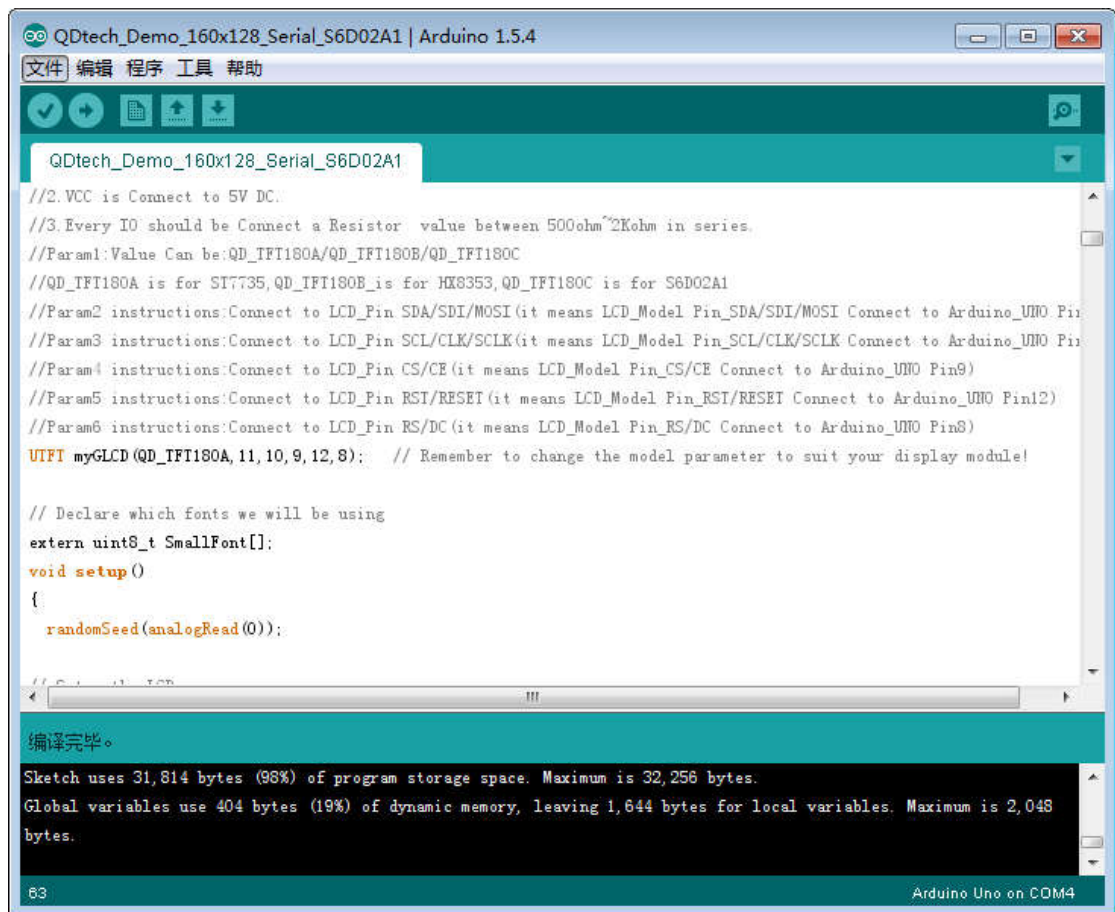 QDtech_Demo_160x128_Serial_S6D02A1 | Arduino 1.5.4
文件 编辑 程序 工具 帮助
QDtech_Demo_160x128_Serial_S6D02A1
//2.VCC is Connect to 5V DC.
//3.Every IO should be Connect a Resistor  value between 500ohm~2Kohm in series.
//Param1:Value Can be:QD_TFT180A/QD_TFT180B/QD_TFT180C
//QD_TFT180A is for ST7735,QD_TFT180B_is for HX8353,QD_TFT180C is for S6D02A1
//Param2 instructions:Connect to LCD_Pin SDA/SDI/MOSI(it means LCD_Model Pin_SDA/SDI/MOSI Connect to Arduino_UNO Pi
//Param3 instructions:Connect to LCD_Pin SCL/CLK/SCLK(it means LCD_Model Pin_SCL/CLK/SCLK Connect to Arduino_UNO Pi
//Param4 instructions:Connect to LCD_Pin CS/CE(it means LCD_Model Pin_CS/CE Connect to Arduino_UNO Pin9)
//Param5 instructions:Connect to LCD_Pin RST/RESET(it means LCD_Model Pin_RST/RESET Connect to Arduino_UNO Pin12)
//Param6 instructions:Connect to LCD_Pin RS/DC(it means LCD_Model Pin_RS/DC Connect to Arduino_UNO Pin8)
UTFT myGLCD(QD_TFT180A,11,10,9,12,8);   // Remember to change the model parameter to suit your display module!
// Declare which fonts we will be using
extern uint8_t SmallFont[];
void setup()
{
randomSeed(analogRead(0));
编译完毕。
Sketch uses 31,814 bytes (98%) of program storage space. Maximum is 32,256 bytes.
Global variables use 404 bytes (19%) of dynamic memory, leaving 1,644 bytes for local variables. Maximum is 2,048
bytes.
63 Arduino Uno on COM4